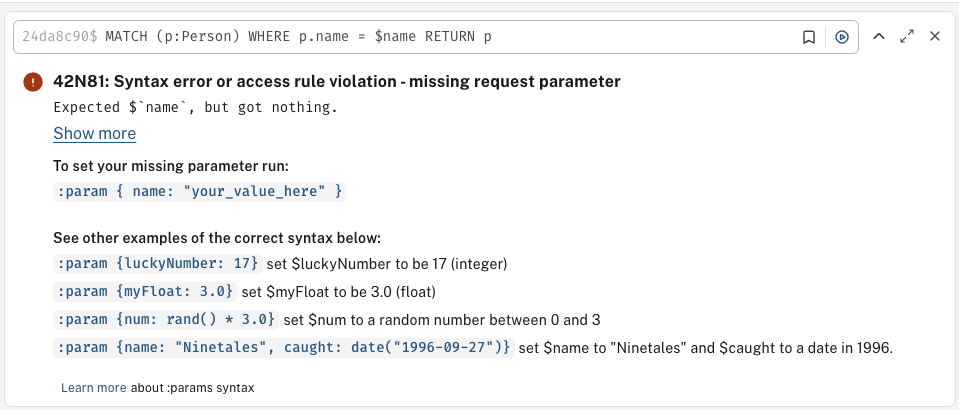 24da8c90$ MATCH (p:Person) WHERE p.name = $name RETURN p
42N81: Syntax error or access rule violation - missing request parameter
Expected $`name`, but got nothing.
Show more
To set your missing parameter run:
:param { name: "your_value_here" }
See other examples of the correct syntax below:
:param {luckyNumber: 17} set $luckyNumber to be 17 (integer)
:param {myFloat: 3.0} set $myFloat to be 3.0 (float)
:param {num: rand() * 3.0} set $num to a random number between 0 and 3
:param {name: "Ninetales", caught: date("1996-09-27")} set $name to "Ninetales" and $caught to a date in 1996.
Learn more about :params syntax